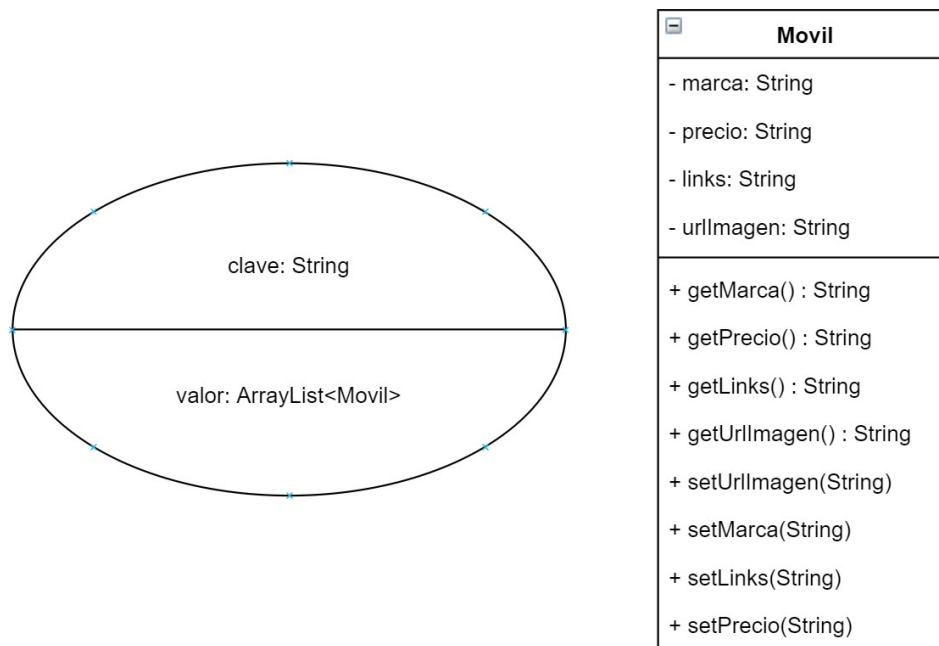 clave: String
valor: ArrayList<Movil>
Movil
- marca: String
- precio: String
- links: String
- urlImagen: String
+ getMarca() : String
+ getPrecio() : String
+ getLinks() : String
+ getUrlImagen() : String
+ setUrlImagen(String)
+ setMarca(String)
+ setLinks(String)
+ setPrecio(String)